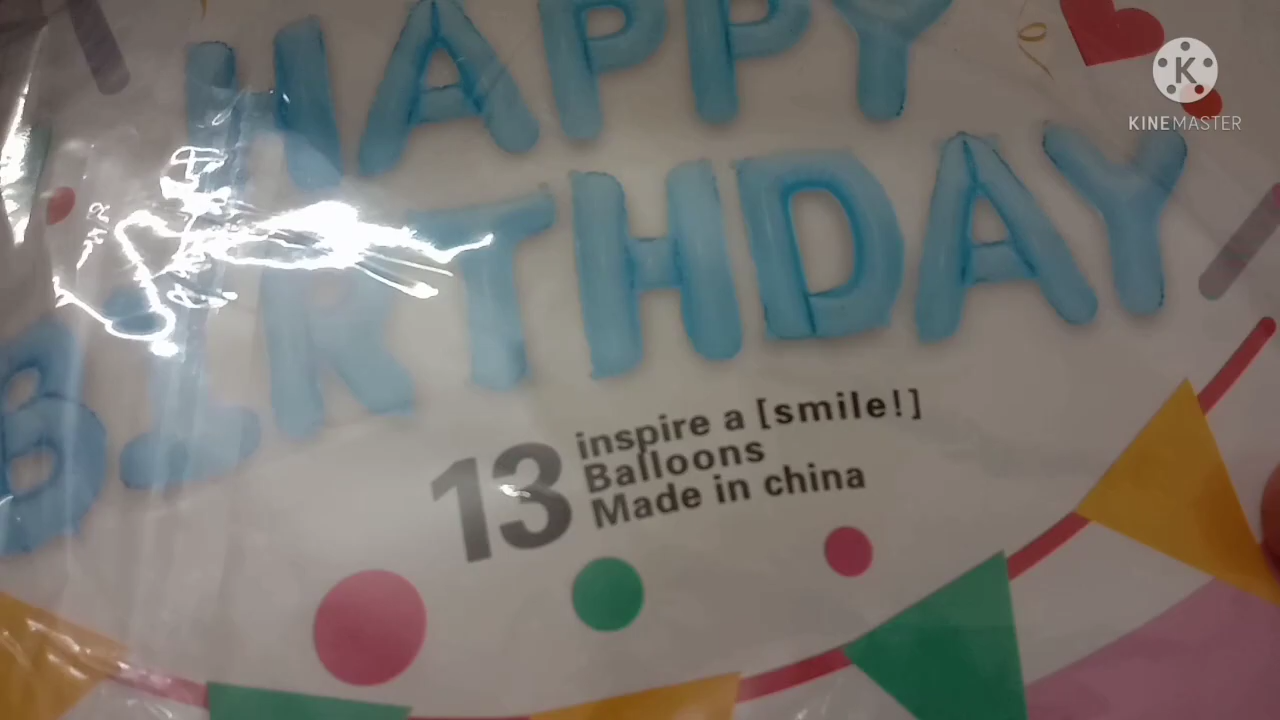 HAPPY
BIRTHDAY
13
inspire a [smile!]
Balloons
Made in china
K
KINEMASTER